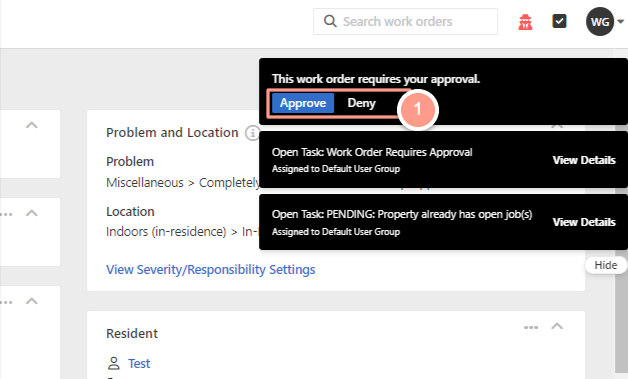 Search work orders
WG
This work order requires your approval.
Approve Deny
1
Problem and Location
Problem
Open Task: Work Order Requires Approval
Assigned to Default User Group
View Details
Miscellaneous > Completely
Location
Open Task: PENDING: Property already has open job(s)
Assigned to Default User Group
View Details
Indoors (in-residence) >
Hide
View Severity/Responsibility Settings
Resident
Test